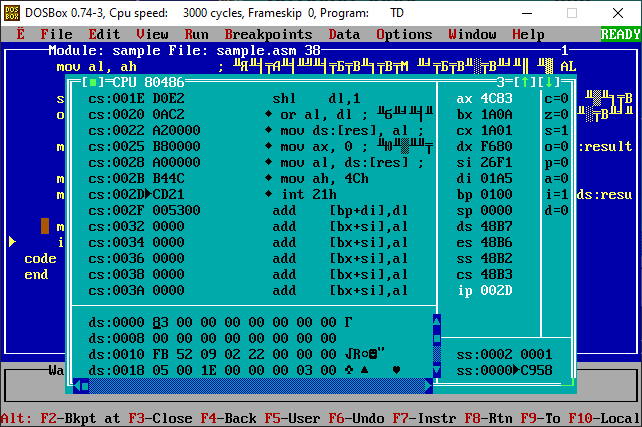 DOSBox 0.74-3, Cpu speed: 3000 cycles, Frameskip 0, Program: TD
Ë File Edit View Run Breakpoints Data Options Window Help READY
Module: sample File: sample.asm 38 1
mov al, ah ; AL
[■]CPU 80486 3=[↑][↓]
cs:001E D0E2 shl dl,1 ax 4C83 c=0
cs:0020 0AC2 ♦ or al, dl ; bx 1A0A z=0
cs:0022 A20000 ♦ mov ds:[res], al ; cx 1A01 s=1
cs:0025 B80000 ♦ mov ax, 0 ; dx F680 o=0 :result
cs:0028 A00000 ♦ mov al, ds:[res] ; si 26F1 p=0
cs:002B B44C ♦ mov ah, 4Ch di 01A5 a=0
cs:002D►CD21 ♦ int 21h bp 0100 i=1 ds:resu
cs:002F 005300 add [bp+di],dl sp 0000 d=0
cs:0032 0000 add [bx+si],al ds 48B7
cs:0034 0000 add [bx+si],al es 48B6
cs:0036 0000 add [bx+si],al ss 48B2
cs:0038 0000 add [bx+si],al cs 48B3
cs:003A 0000 add [bx+si],al ip 002D
code
end
ds:0000 83 00 00 00 00 00 00 00 Г
ds:0008 00 00 00 00 00 00 00 00
ds:0010 FB 52 09 02 22 00 00 00 √R○☻"
ds:0018 05 00 1E 00 00 00 03 00 ♣ ▲ ♥
ss:0002 0001
ss:0000►C958
Wa
Alt: F2-Bkpt at F3-Close F4-Back F5-User F6-Undo F7-Instr F8-Rtn F9-To F10-Local